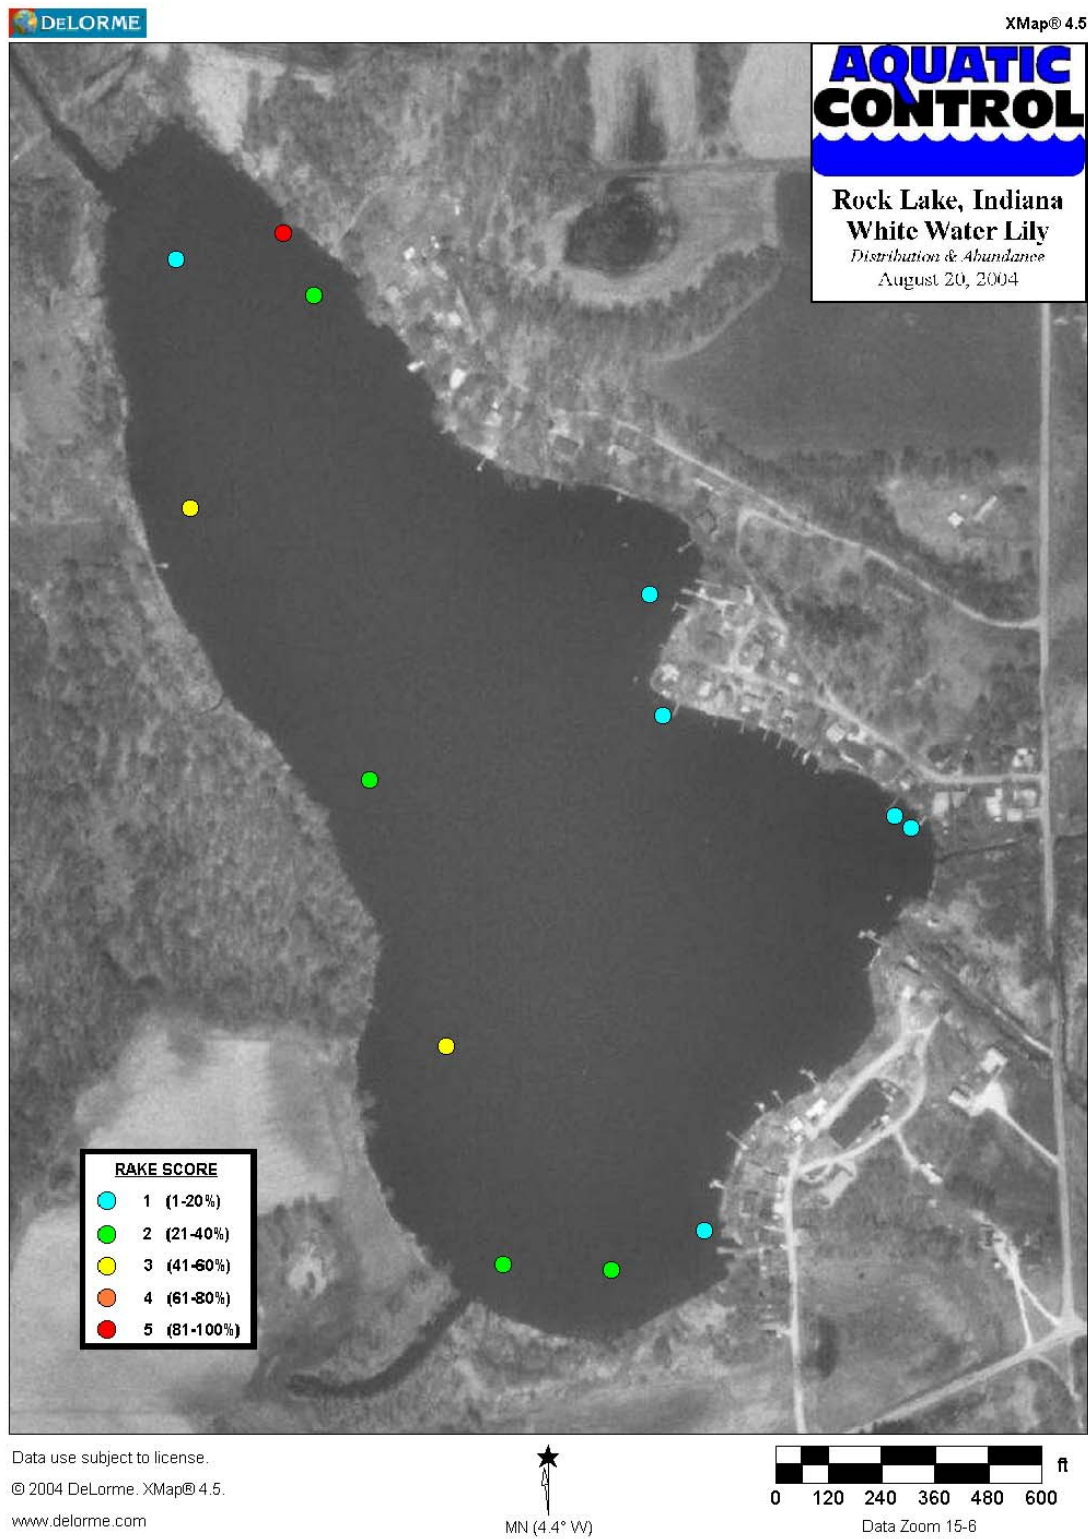 DELORME
XMap® 4.5
AQUATIC
CONTROL
Rock Lake, Indiana
White Water Lily
Distribution & Abundance
August 20, 2004
RAKE SCORE
1 (1-20%)
2 (21-40%)
3 (41-60%)
4 (61-80%)
5 (81-100%)
Data use subject to license.
© 2004 DeLorme. XMap® 4.5.
www.delorme.com
MN (4.4° W)
ft
0 120 240 360 480 600
Data Zoom 15-6